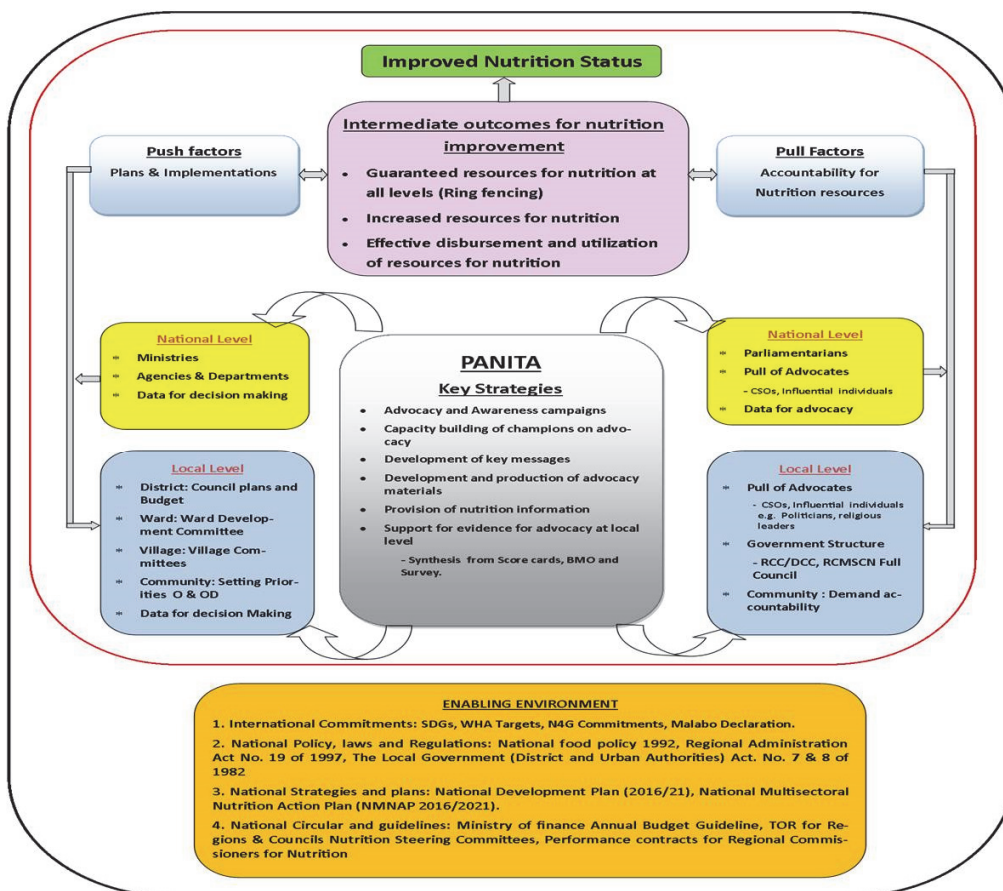 Improved Nutrition Status
Intermediate outcomes for nutrition
improvement
• Guaranteed resources for nutrition at
all levels (Ring fencing)
• Increased resources for nutrition
• Effective disbursement and utilization
of resources for nutrition
Push factors
Plans & Implementations
Pull Factors
Accountability for
Nutrition resources
National Level
* Ministries
* Agencies & Departments
* Data for decision making
Local Level
* District: Council plans and
Budget
* Ward: Ward Develop-
ment Committee
* Village: Village Com-
mittees
* Community: Setting Prior-
ities O & OD
* Data for decision Making
PANITA
Key Strategies
• Advocacy and Awareness campaigns
• Capacity building of champions on advo-
cacy
• Development of key messages
• Development and production of advocacy
materials
• Provision of nutrition information
• Support for evidence for advocacy at local
level
- Synthesis from Score cards, BMO and
Survey.
National Level
* Parliamentarians
* Pull of Advocates
- CSOs, Influential individuals
* Data for advocacy
Local Level
* Pull of Advocates
- CSOs, Influential individuals
e.g. Politicians, religious
leaders
* Government Structure
- RCC/DCC, RCMSCN Full
Council
* Community : Demand ac-
countability
ENABLING ENVIRONMENT
1. International Commitments: SDGs, WHA Targets, N4G Commitments, Malabo Declaration.
2. National Policy, laws and Regulations: National food policy 1992, Regional Administration
Act No. 19 of 1997, The Local Government (District and Urban Authorities) Act. No. 7 & 8 of
1982
3. National Strategies and plans: National Development Plan (2016/21), National Multisectoral
Nutrition Action Plan (NMNAP 2016/2021).
4. National Circular and guidelines: Ministry of finance Annual Budget Guideline, TOR for Re-
gions & Councils Nutrition Steering Committees, Performance contracts for Regional Commis-
sioners for Nutrition